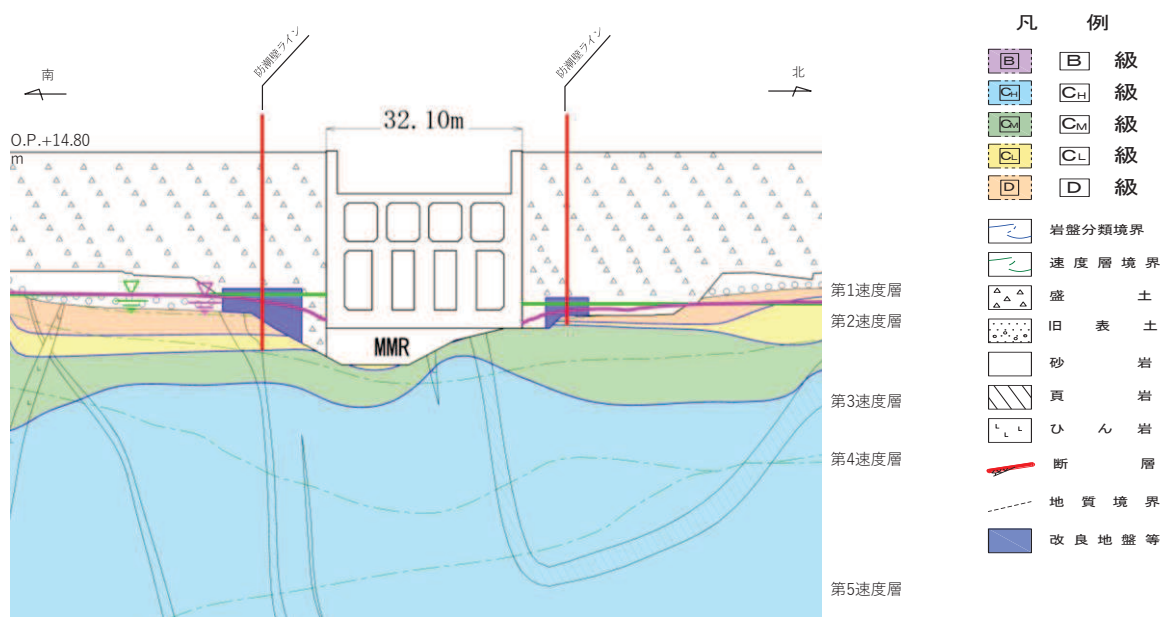 南
北
防潮壁ライン
防潮壁ライン
32.10m
O.P.+14.80
m
MMR
第1速度層
第2速度層
第3速度層
第4速度層
第5速度層
凡 例
B B 級
CH CH 級
CM CM 級
CL CL 級
D D 級
岩盤分類境界
速度層境界
盛土
旧表土
砂岩
頁岩
ひん岩
断層
地質境界
改良地盤等